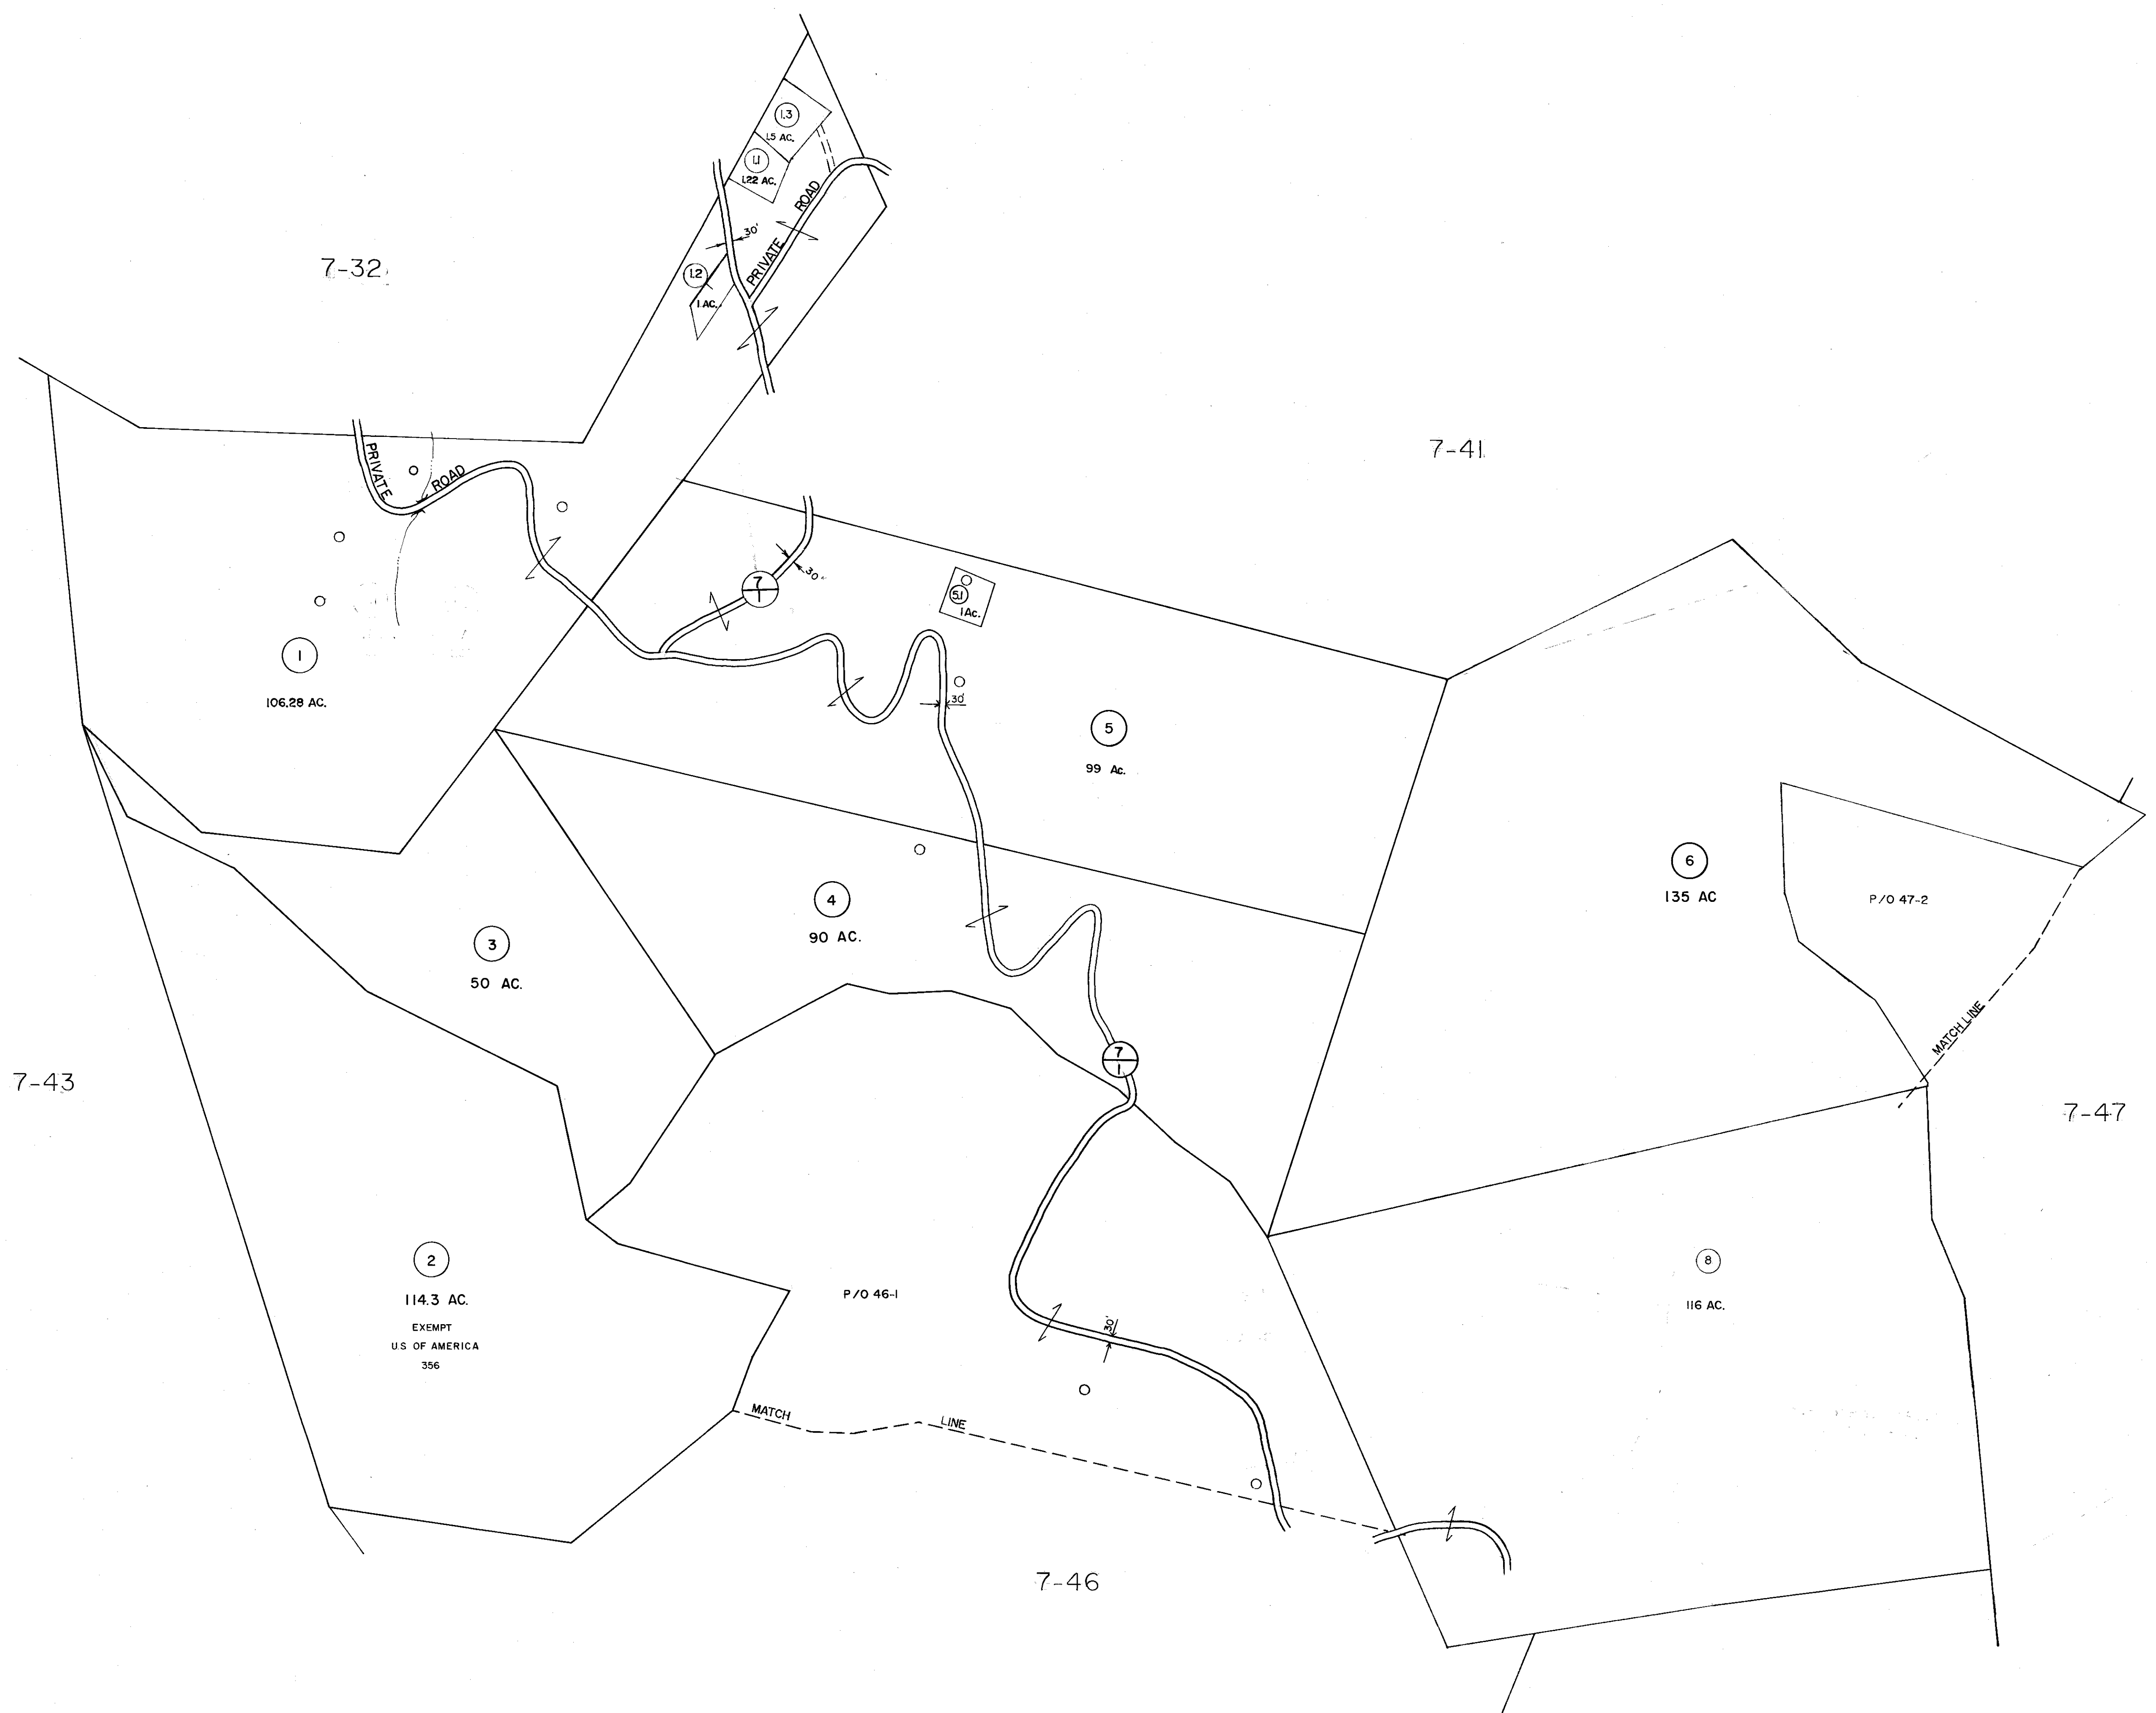 1.3
1.5 AC.
1.1
1.22 AC.
PRIVATE ROAD
30'
7-32
1.2
1 AC.
7-41
PRIVATE ROAD
7
1
30'
5.1
1 Ac.
1
106.28 AC.
30'
5
99 Ac.
6
135 AC
P/O 47-2
4
90 AC.
3
50 AC.
MATCH LINE
7
1
7-43
7-47
2
114.3 AC.
EXEMPT
U.S OF AMERICA
356
P/O 46-1
8
116 AC.
30'
MATCH LINE
7-46